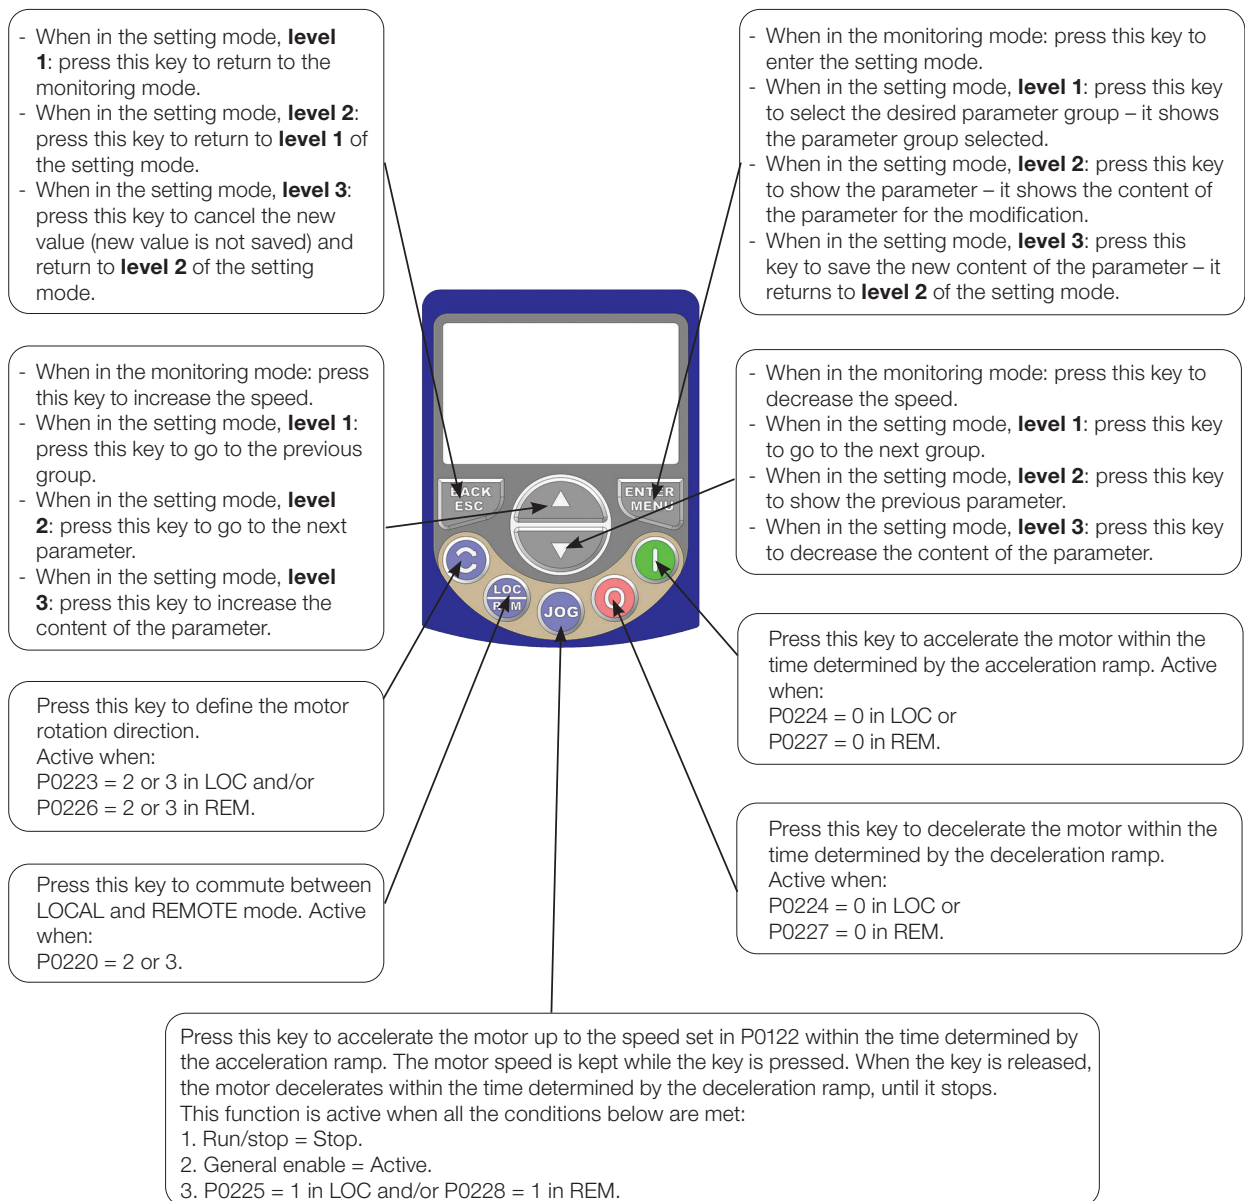 - When in the setting mode, level
1: press this key to return to the
monitoring mode.
- When in the setting mode, level 2:
press this key to return to level 1 of
the setting mode.
- When in the setting mode, level 3:
press this key to cancel the new
value (new value is not saved) and
return to level 2 of the setting
mode.
- When in the monitoring mode: press this key to
enter the setting mode.
- When in the setting mode, level 1: press this key
to select the desired parameter group – it shows
the parameter group selected.
- When in the setting mode, level 2: press this key
to show the parameter – it shows the content of
the parameter for the modification.
- When in the setting mode, level 3: press this
key to save the new content of the parameter – it
returns to level 2 of the setting mode.
- When in the monitoring mode: press
this key to increase the speed.
- When in the setting mode, level 1:
press this key to go to the previous
group.
- When in the setting mode, level
2: press this key to go to the next
parameter.
- When in the setting mode, level
3: press this key to increase the
content of the parameter.
- When in the monitoring mode: press this key to
decrease the speed.
- When in the setting mode, level 1: press this key
to go to the next group.
- When in the setting mode, level 2: press this key
to show the previous parameter.
- When in the setting mode, level 3: press this key
to decrease the content of the parameter.
BACK
ESC
ENTER
MENU
LOC
REM
JOG
Press this key to define the motor
rotation direction.
Active when:
P0223 = 2 or 3 in LOC and/or
P0226 = 2 or 3 in REM.
Press this key to accelerate the motor within the
time determined by the acceleration ramp. Active
when:
P0224 = 0 in LOC or
P0227 = 0 in REM.
Press this key to commute between
LOCAL and REMOTE mode. Active
when:
P0220 = 2 or 3.
Press this key to decelerate the motor within the
time determined by the deceleration ramp.
Active when:
P0224 = 0 in LOC or
P0227 = 0 in REM.
Press this key to accelerate the motor up to the speed set in P0122 within the time determined by
the acceleration ramp. The motor speed is kept while the key is pressed. When the key is released,
the motor decelerates within the time determined by the deceleration ramp, until it stops.
This function is active when all the conditions below are met:
1. Run/stop = Stop.
2. General enable = Active.
3. P0225 = 1 in LOC and/or P0228 = 1 in REM.